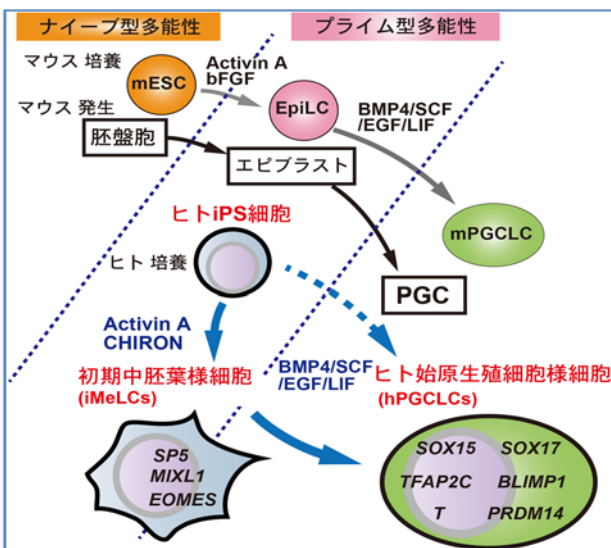 ナイーブ型多能性
プライム型多能性
マウス 培養
mESC
Activin A
bFGF
EpiLC
BMP4/SCF
/EGF/LIF
マウス 発生
胚盤胞
エピブラスト
mPGCLC
ヒトiPS細胞
ヒト 培養
PGC
Activin A
CHIRON
BMP4/SCF
/EGF/LIF
初期中胚葉様細胞
(iMeLCs)
ヒト始原生殖細胞様細胞
(hPGCLCs)
SP5
MIXL1
EOMES
SOX15 SOX17
TFAP2C BLIMP1
T PRDM14